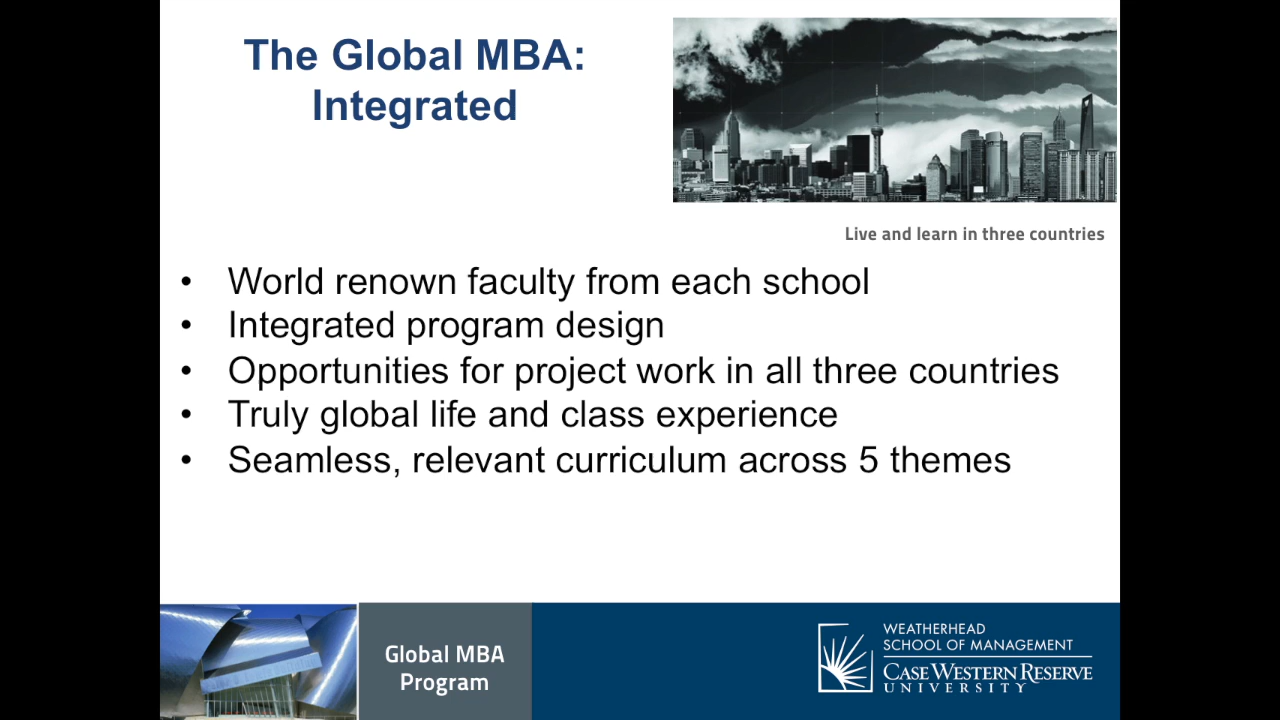 The Global MBA:
Integrated
Live and learn in three countries
• World renown faculty from each school
• Integrated program design
• Opportunities for project work in all three countries
• Truly global life and class experience
• Seamless, relevant curriculum across 5 themes
Global MBA
Program
WEATHERHEAD
SCHOOL OF MANAGEMENT
CASE WESTERN RESERVE
UNIVERSITY